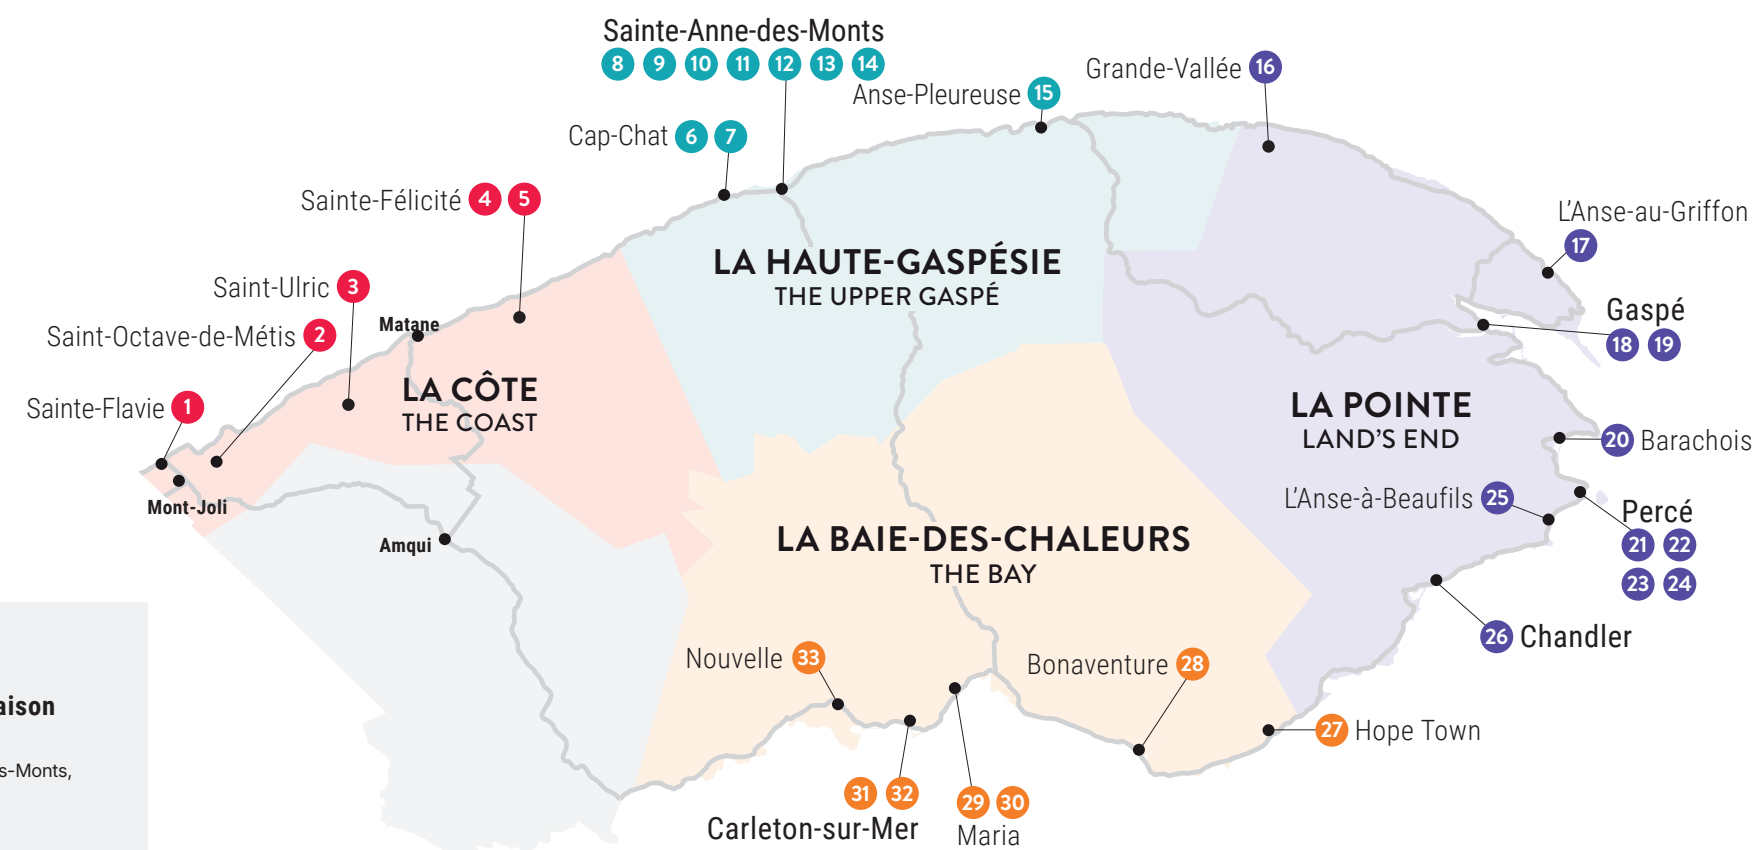 Sainte-Anne-des-Monts
8 9 10 11 12 13 14
Grande-Vallée 16
Anse-Pleureuse 15
Cap-Chat 6 7
Sainte-Félicité 4 5
L'Anse-au-Griffon
17
LA HAUTE-GASPÉSIE
THE UPPER GASPÉ
Saint-Ulric 3
Gaspé
18 19
Matane
Saint-Octave-de-Métis 2
LA CÔTE
THE COAST
Sainte-Flavie 1
LA POINTE
LAND'S END
20 Barachois
L'Anse-à-Beaufils 25
Mont-Joli
Percé
21 22
23 24
Amqui
LA BAIE-DES-CHALEURS
THE BAY
26 Chandler
Nouvelle 33
Bonaventure 28
aison
27 Hope Town
s-Monts,
31 32
Carleton-sur-Mer
29 30
Maria